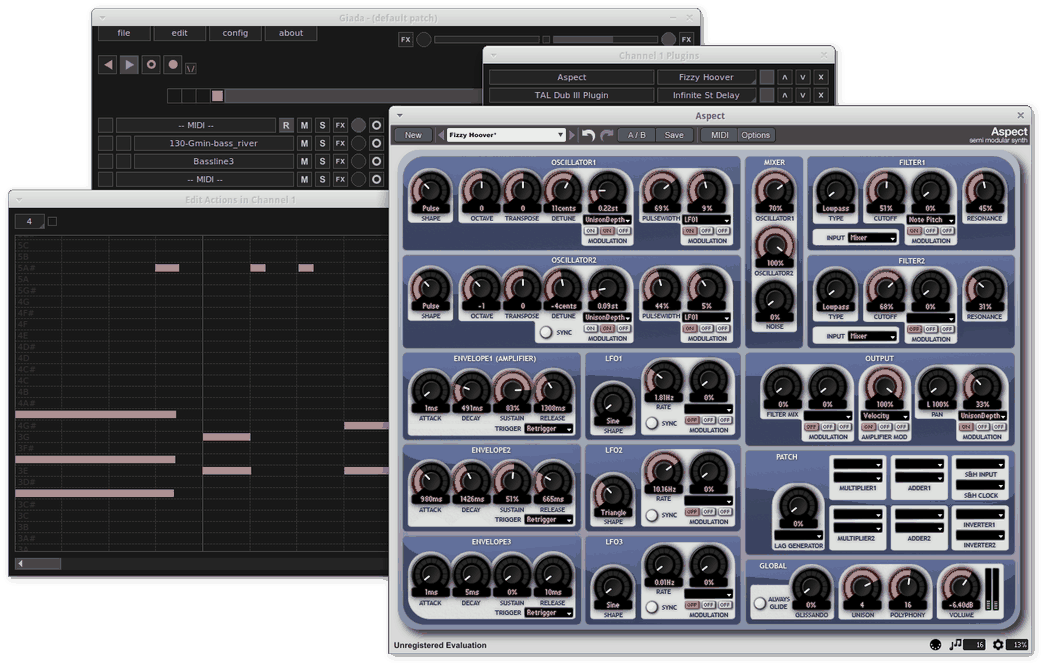 Giada - (default patch)
file edit config about
FX FX
Channel 1 Plugins
Aspect Fizzy Hoover ʌ v x
TAL Dub III Plugin Infinite St Delay ʌ v x
-- MIDI -- R M S FX
130-Gmin-bass_river M S FX
Bassline3 M S FX
-- MIDI -- M S FX
Edit Actions in Channel 1
4
5C
5B
5A#
5A
5G#
4G
4F#
4F
4E
4D#
4D
4C#
4C
4B
4A#
4G#
3G
3F#
3E
3D#
3C#
3C
3B
3A#
3A
Aspect
New Fizzy Hoover* A / B Save MIDI Options
Aspect
semi modular synth
OSCILLATOR1
Pulse 0 0 11cents 0.22st 69% 9%
SHAPE OCTAVE TRANSPOSE DETUNE UnisonDepth PULSEWIDTH LFO1
ON ON OFF ON ON OFF
MODULATION MODULATION
OSCILLATOR2
Pulse -1 0 -4cents 0.09st 44% 5%
SHAPE OCTAVE TRANSPOSE DETUNE UnisonDepth PULSEWIDTH LFO1
SYNC ON ON OFF ON ON OFF
MODULATION MODULATION
MIXER
70%
OSCILLATOR1
100%
OSCILLATOR2
0%
NOISE
FILTER1
Lowpass 51% 0% 45%
TYPE CUTOFF Note Pitch RESONANCE
INPUT Mixer OFF ON OFF
MODULATION
FILTER2
Lowpass 68% 0% 31%
TYPE CUTOFF RESONANCE
INPUT Mixer OFF OFF OFF
MODULATION
ENVELOPE1 (AMPLIFIER)
1ms 491ms 83% 1308ms
ATTACK DECAY SUSTAIN RELEASE
TRIGGER Retrigger
LFO1
Sine
SHAPE
1.81Hz 0%
RATE
SYNC OFF OFF OFF
MODULATION
OUTPUT
0% 0% 100% L 100% 33%
FILTER MIX Velocity PAN UnisonDepth
OFF OFF OFF OFF ON OFF ON ON OFF
MODULATION AMPLIFIER MOD MODULATION
ENVELOPE2
980ms 1426ms 51% 665ms
ATTACK DECAY SUSTAIN RELEASE
TRIGGER Retrigger
LFO2
Triangle
SHAPE
10.16Hz 0%
RATE
SYNC OFF OFF OFF
MODULATION
PATCH
0%
LAG GENERATOR
MULTIPLIER1 ADDER1 S&H INPUT
S&H CLOCK
MULTIPLIER2 ADDER2 INVERTER1
INVERTER2
ENVELOPE3
1ms 5ms 0% 10ms
ATTACK DECAY SUSTAIN RELEASE
TRIGGER Retrigger
LFO3
Sine
SHAPE
0.01Hz 0%
RATE
SYNC OFF OFF OFF
MODULATION
GLOBAL
ALWAYS GLIDE
0% 4 16 -6.40dB
GLISSANDO UNISON POLYPHONY VOLUME
Unregistered Evaluation 16 13%